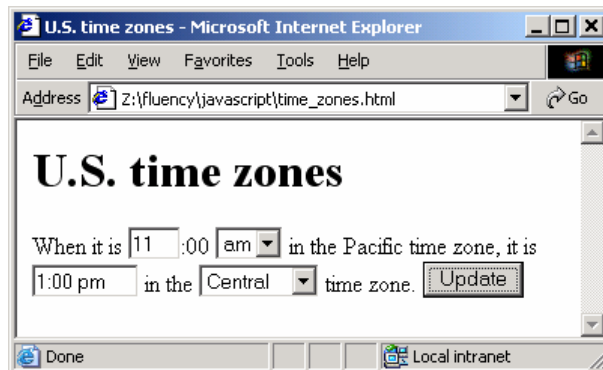 U.S. time zones - Microsoft Internet Explorer
File Edit View Favorites Tools Help
Address Z:\fluency\javascript\time_zones.html Go
U.S. time zones
When it is 11 :00 am in the Pacific time zone, it is
1:00 pm in the Central time zone. Update
Done Local intranet